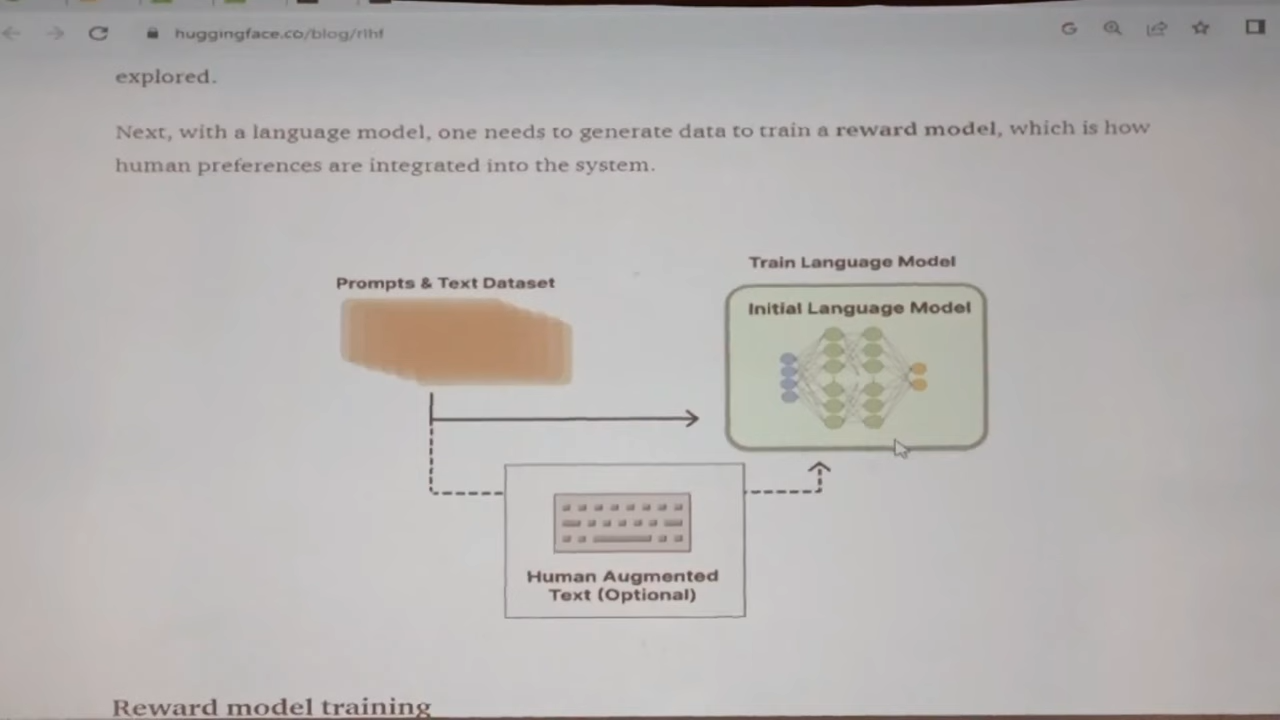 huggingface.co/blog/rlhf
explored.
Next, with a language model, one needs to generate data to train a reward model, which is how
human preferences are integrated into the system.
Prompts & Text Dataset
Train Language Model
Initial Language Model
Human Augmented
Text (Optional)
Reward model training